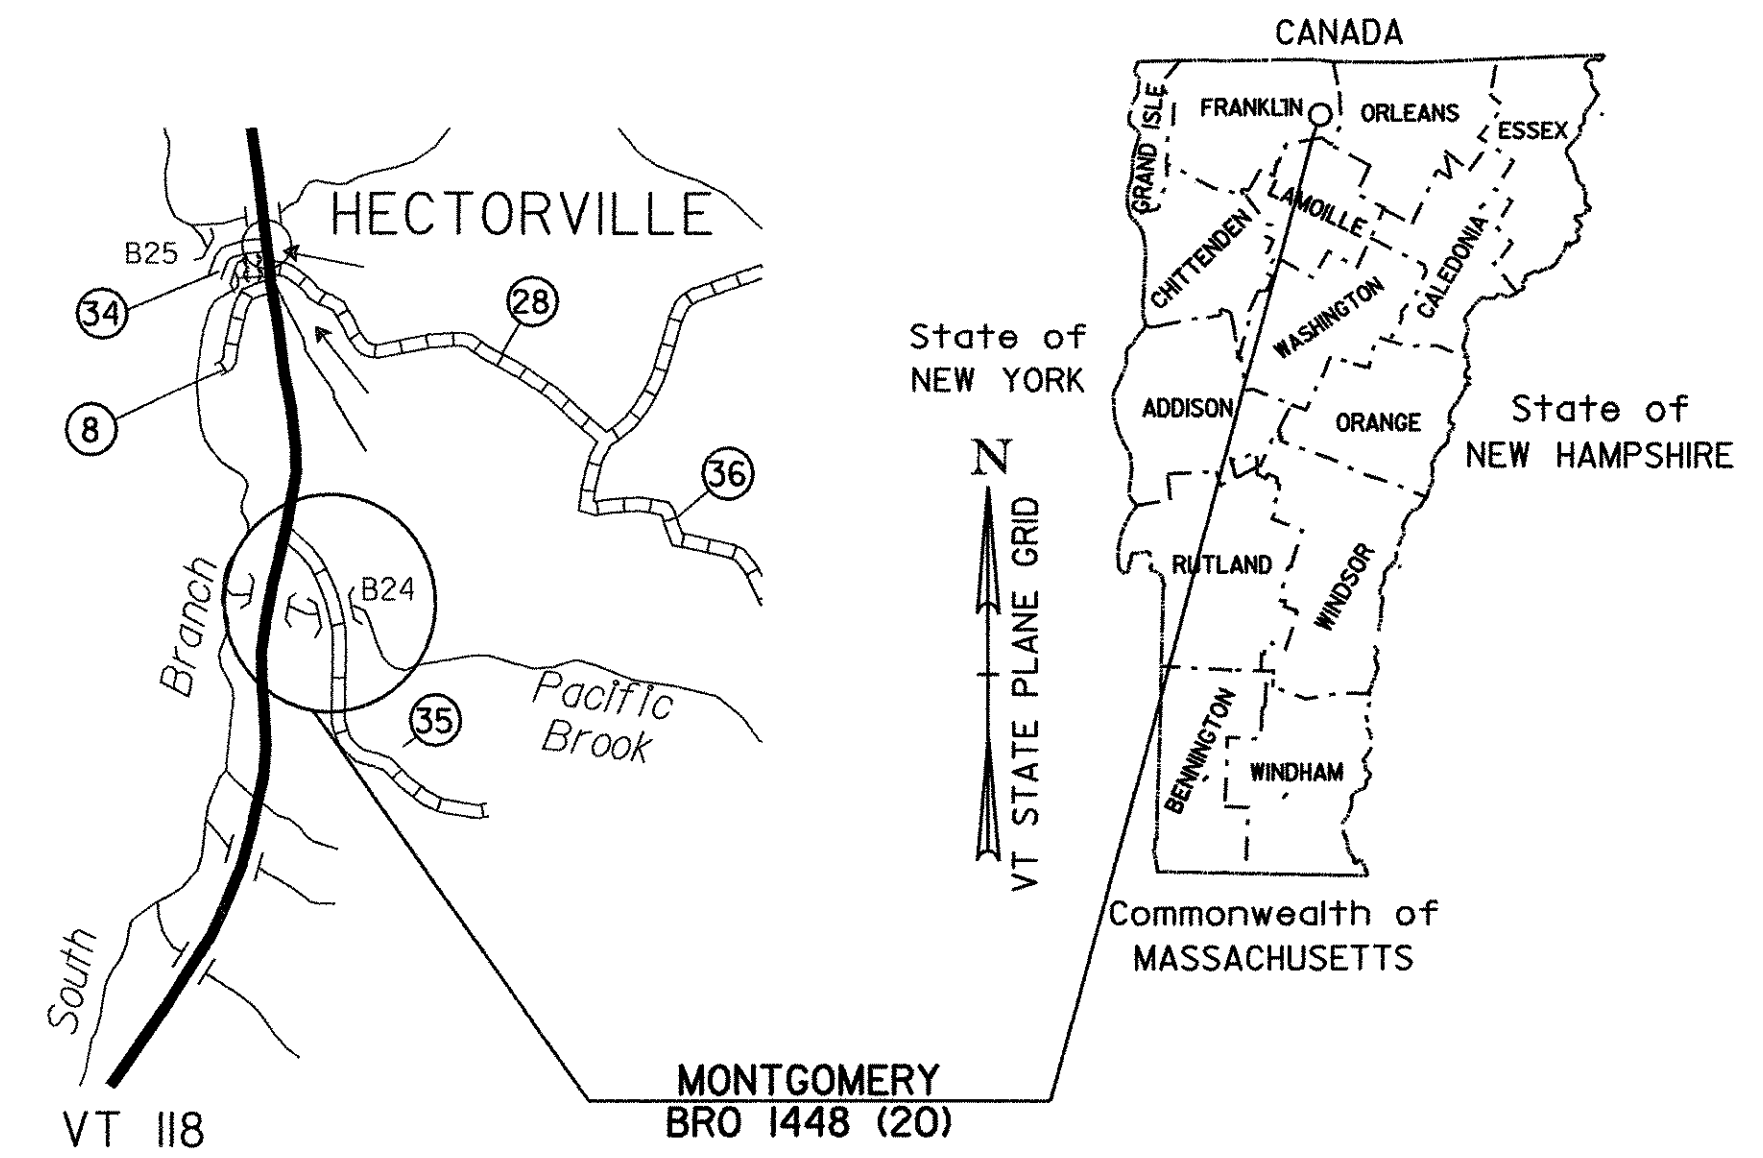 HECTORVILLE
B25
34
28
8
36
B24
Branch
35
Pacific
Brook
South
VT 118
MONTGOMERY
BRO 1448 (20)
N
VT STATE PLANE GRID
CANADA
GRAND ISLE
FRANKLIN
ORLEANS
ESSEX
LAMOILLE
CHITTENDEN
CALEDONIA
WASHINGTON
State of
NEW YORK
ADDISON
ORANGE
State of
NEW HAMPSHIRE
RUTLAND
WINDSOR
BENNINGTON
WINDHAM
Commonwealth of
MASSACHUSETTS